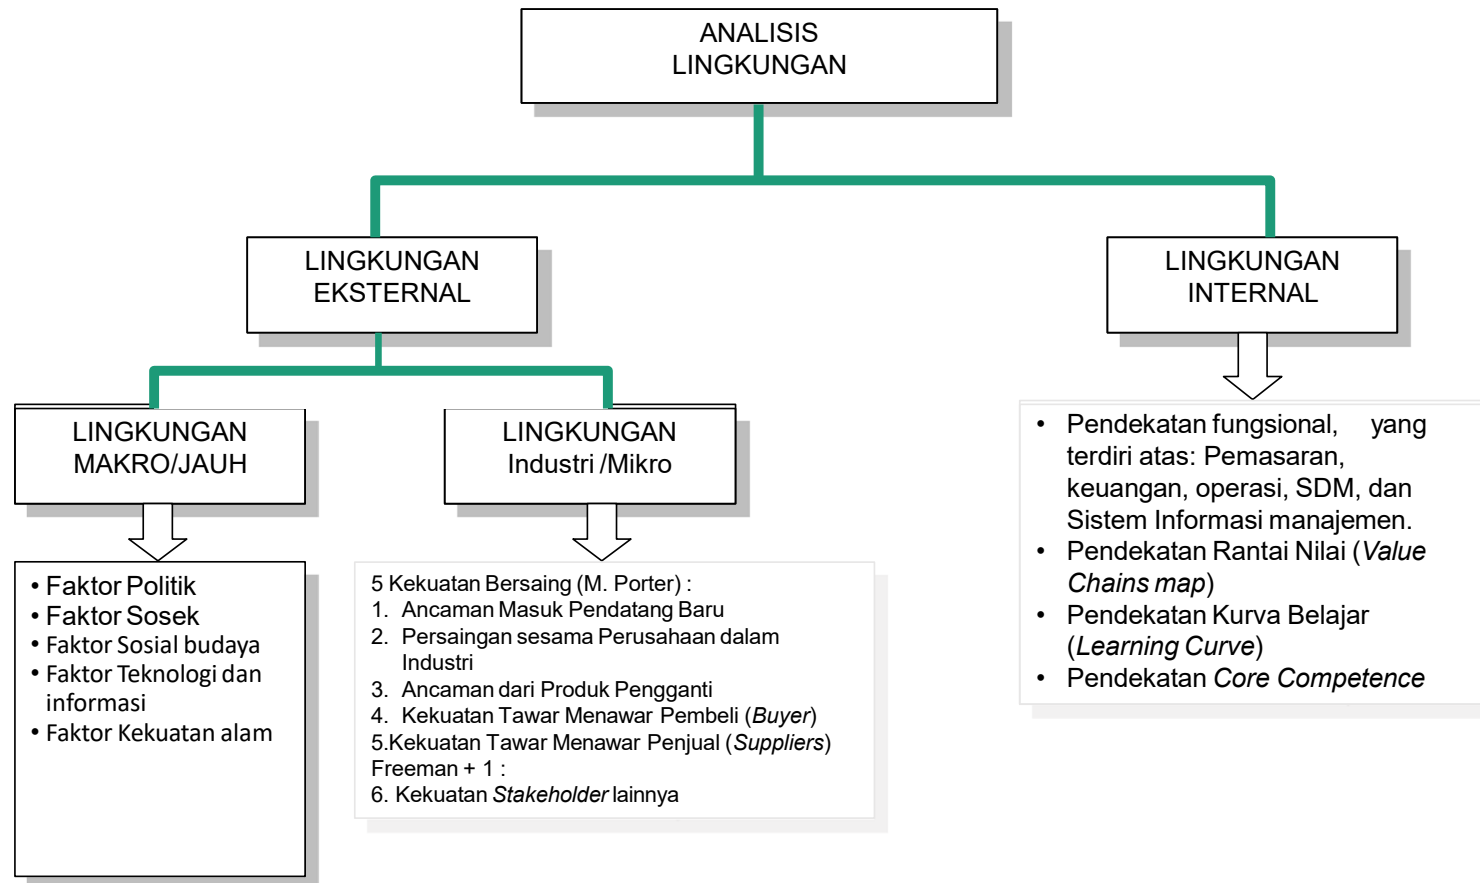 ANALISIS
LINGKUNGAN
LINGKUNGAN
EKSTERNAL
LINGKUNGAN
INTERNAL
LINGKUNGAN
MAKRO/JAUH
LINGKUNGAN
Industri /Mikro
• Faktor Politik
• Faktor Sosek
• Faktor Sosial budaya
• Faktor Teknologi dan
informasi
• Faktor Kekuatan alam
5 Kekuatan Bersaing (M. Porter) :
1. Ancaman Masuk Pendatang Baru
2. Persaingan sesama Perusahaan dalam
Industri
3. Ancaman dari Produk Pengganti
4. Kekuatan Tawar Menawar Pembeli (Buyer)
5.Kekuatan Tawar Menawar Penjual (Suppliers)
Freeman + 1 :
6. Kekuatan Stakeholder lainnya
• Pendekatan fungsional, yang
terdiri atas: Pemasaran,
keuangan, operasi, SDM, dan
Sistem Informasi manajemen.
• Pendekatan Rantai Nilai (Value
Chains map)
• Pendekatan Kurva Belajar
(Learning Curve)
• Pendekatan Core Competence